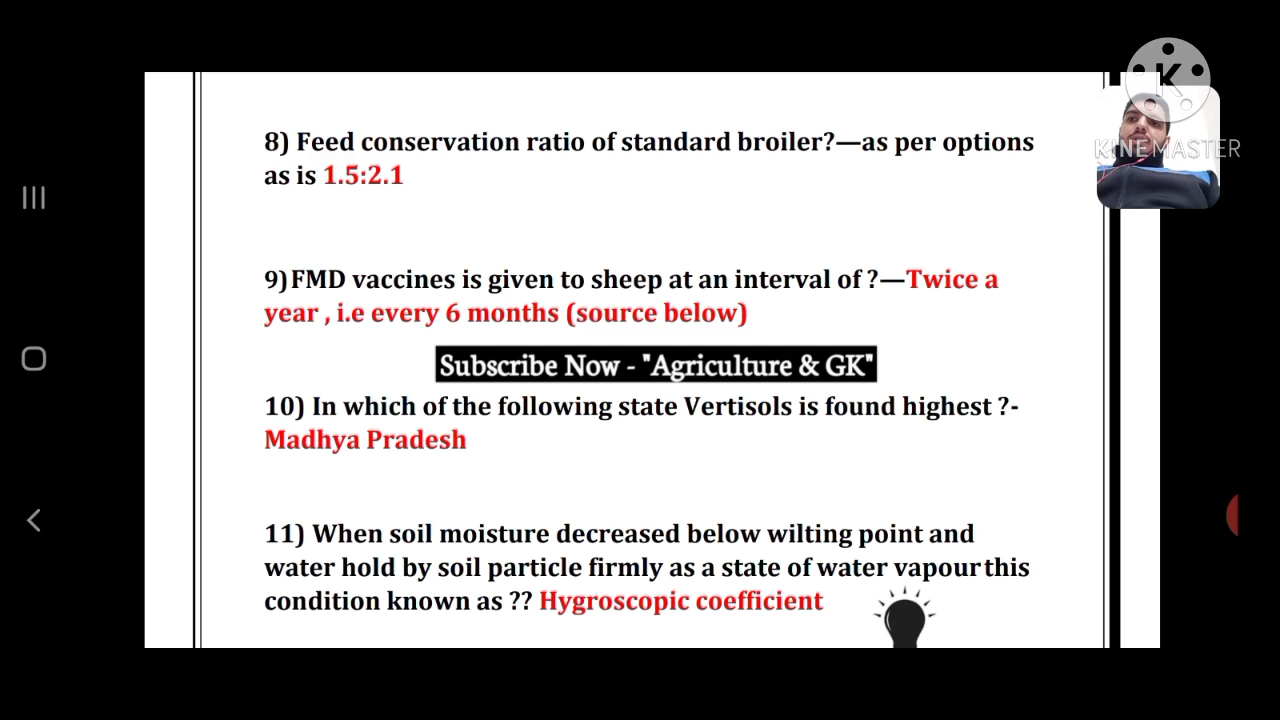 8) Feed conservation ratio of standard broiler?—as per options
as is 1.5:2.1
K
KINEMASTER
9)FMD vaccines is given to sheep at an interval of ?—Twice a
year , i.e every 6 months (source below)
Subscribe Now - "Agriculture & GK"
10) In which of the following state Vertisols is found highest ?-
Madhya Pradesh
11) When soil moisture decreased below wilting point and
water hold by soil particle firmly as a state of water vapour this
condition known as ?? Hygroscopic coefficient